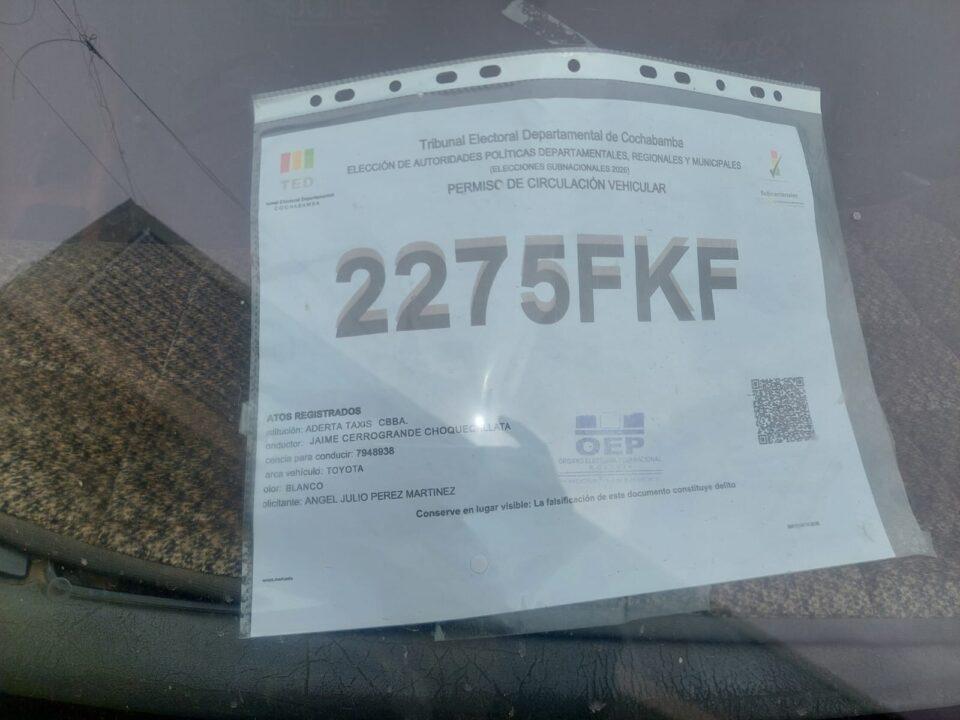 Tribunal Electoral Departamental de Cochabamba
ELECCIÓN DE AUTORIDADES POLÍTICAS DEPARTAMENTALES, REGIONALES Y MUNICIPALES
(ELECCIONES SUBNACIONALES 2026)
PERMISO DE CIRCULACIÓN VEHICULAR
TED
COCHABAMBA
2275FKF
ATOS REGISTRADOS
stitución: ADERTA TAXIS CBBA.
onductor: JAIME CERROGRANDE
cencia para conducir: 7948938
arca vehículo: TOYOTA
olor: BLANCO
olicitante: ANGEL JULIO PEREZ MARTINEZ
OEP
Conserve en lugar visible: La falsificación de este documento constituye delito